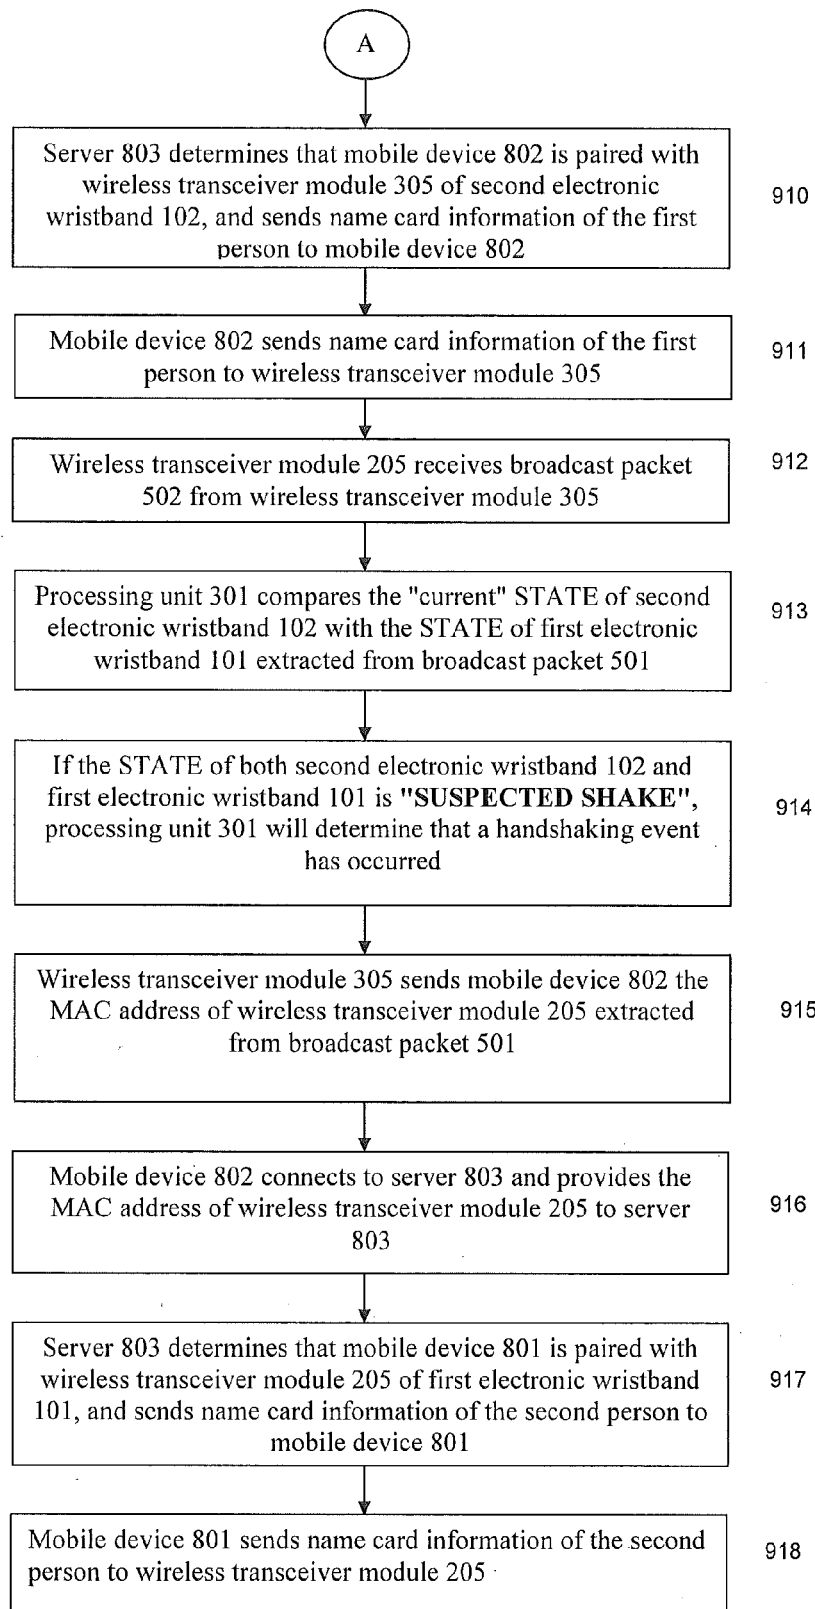 A
Server 803 determines that mobile device 802 is paired with
wireless transceiver module 305 of second electronic
wristband 102, and sends name card information of the first
person to mobile device 802
910
Mobile device 802 sends name card information of the first
person to wireless transceiver module 305
911
Wireless transceiver module 205 receives broadcast packet
502 from wireless transceiver module 305
912
Processing unit 301 compares the "current" STATE of second
electronic wristband 102 with the STATE of first electronic
wristband 101 extracted from broadcast packet 501
913
If the STATE of both second electronic wristband 102 and
first electronic wristband 101 is "SUSPECTED SHAKE",
processing unit 301 will determine that a handshaking event
has occurred
914
Wireless transceiver module 305 sends mobile device 802 the
MAC address of wireless transceiver module 205 extracted
from broadcast packet 501
915
Mobile device 802 connects to server 803 and provides the
MAC address of wireless transceiver module 205 to server
803
916
Server 803 determines that mobile device 801 is paired with
wireless transceiver module 205 of first electronic wristband
101, and sends name card information of the second person to
mobile device 801
917
Mobile device 801 sends name card information of the second
person to wireless transceiver module 205
918